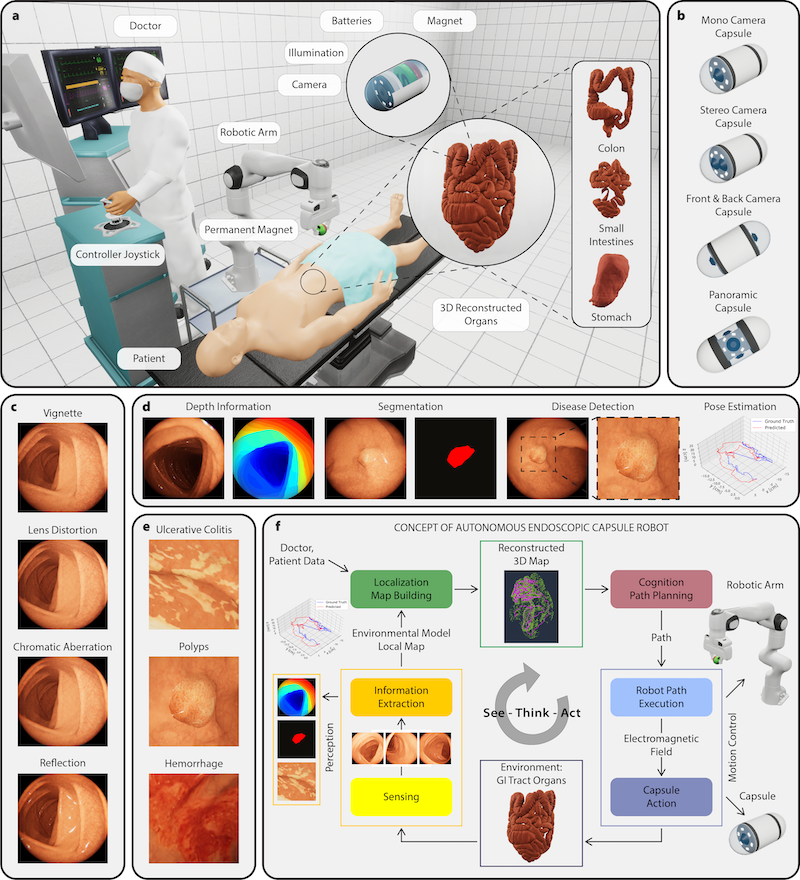 a
Doctor
Batteries
Magnet
Illumination
Camera
Robotic Arm
Permanent Magnet
Controller Joystick
Patient
3D Reconstructed
Organs
Colon
Small
Intestines
Stomach
b
Mono Camera
Capsule
Stereo Camera
Capsule
Front & Back Camera
Capsule
Panoramic
Capsule
c
Vignette
Lens Distortion
Chromatic Aberration
Reflection
d
Depth Information
Segmentation
Disease Detection
Pose Estimation
Ground Truth
Predicted
e
Ulcerative Colitis
Polyps
Hemorrhage
f
CONCEPT OF AUTONOMOUS ENDOSCOPIC CAPSULE ROBOT
Doctor,
Patient Data
Localization
Map Building
Reconstructed
3D Map
Cognition
Path Planning
Robotic Arm
Ground Truth
Predicted
Environmental Model
Local Map
Path
Information
Extraction
See - Think - Act
Robot Path
Execution
Perception
Electromagnetic
Field
Motion Control
Sensing
Environment:
GI Tract Organs
Capsule
Action
Capsule